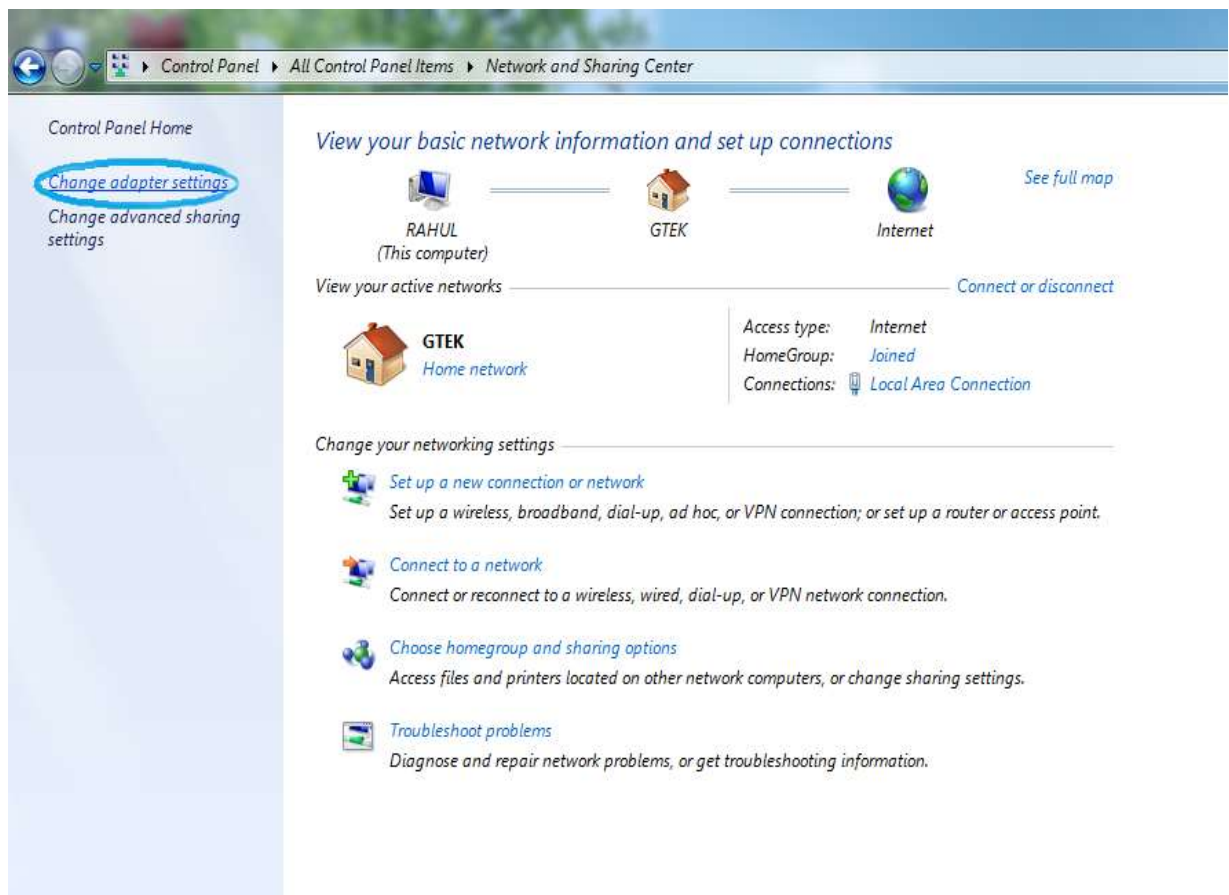 Control Panel ▸ All Control Panel Items ▸ Network and Sharing Center
Control Panel Home
Change adapter settings
Change advanced sharing
settings
View your basic network information and set up connections
See full map
RAHUL
(This computer)
GTEK
Internet
View your active networks
Connect or disconnect
GTEK
Home network
Access type: Internet
HomeGroup: Joined
Connections: Local Area Connection
Change your networking settings
Set up a new connection or network
Set up a wireless, broadband, dial-up, ad hoc, or VPN connection; or set up a router or access point.
Connect to a network
Connect or reconnect to a wireless, wired, dial-up, or VPN network connection.
Choose homegroup and sharing options
Access files and printers located on other network computers, or change sharing settings.
Troubleshoot problems
Diagnose and repair network problems, or get troubleshooting information.